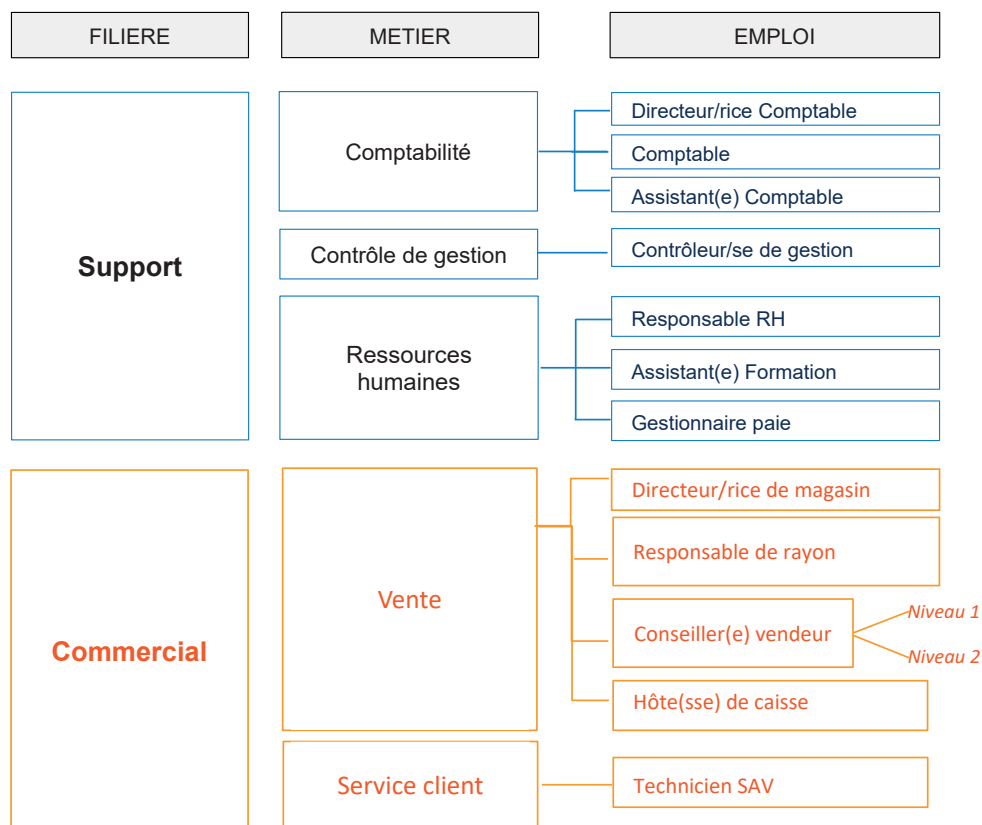 FILIERE
METIER
EMPLOI
Support
Comptabilité
Directeur/rice Comptable
Comptable
Assistant(e) Comptable
Contrôle de gestion
Contrôleur/se de gestion
Ressources
humaines
Responsable RH
Assistant(e) Formation
Gestionnaire paie
Commercial
Vente
Directeur/rice de magasin
Responsable de rayon
Conseiller(e) vendeur
Niveau 1
Niveau 2
Hôte(sse) de caisse
Service client
Technicien SAV